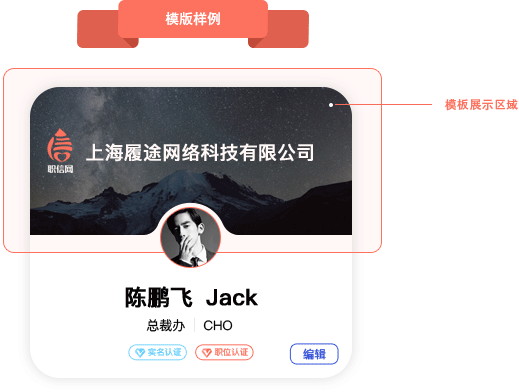 模版样例
模板展示区域
职信网
上海履途网络科技有限公司
陈鹏飞 Jack
总裁办 CHO
实名认证 职位认证 编辑